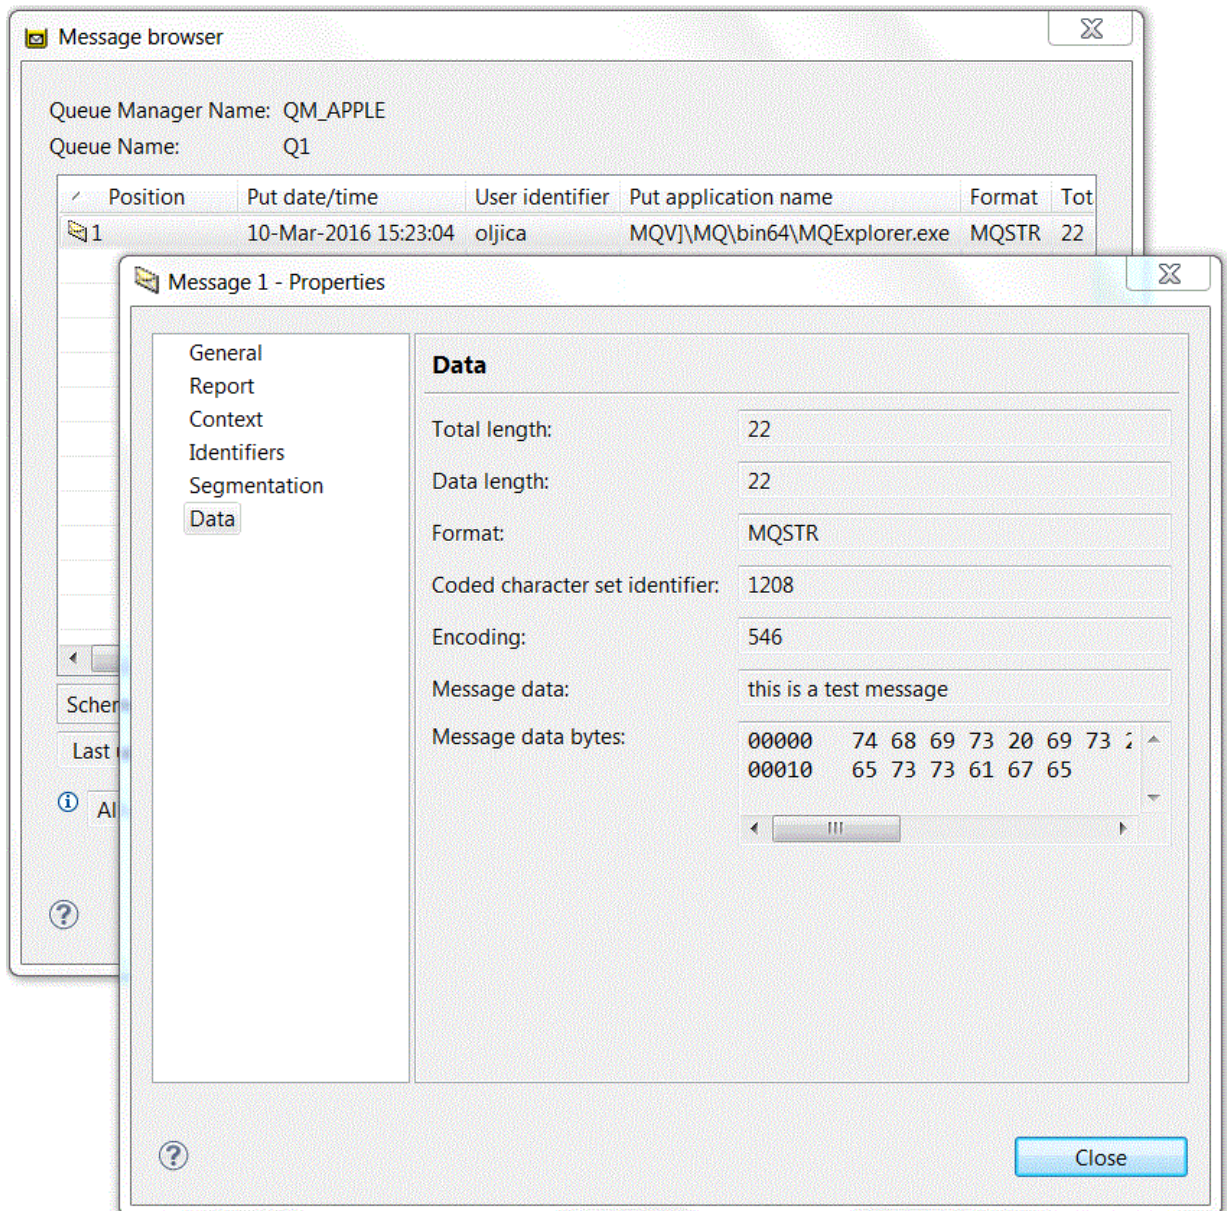 Message browser
Queue Manager Name: QM_APPLE
Queue Name: Q1
Position Put date/time User identifier Put application name Format Tot
1 10-Mar-2016 15:23:04 oljica MQV]\MQ\bin64\MQExplorer.exe MQSTR 22
Message 1 - Properties
General
Report
Context
Identifiers
Segmentation
Data
Data
Total length: 22
Data length: 22
Format: MQSTR
Coded character set identifier: 1208
Encoding: 546
Message data: this is a test message
Message data bytes: 00000 74 68 69 73 20 69 73
00010 65 73 73 61 67 65
Scher
Last
Al
Close